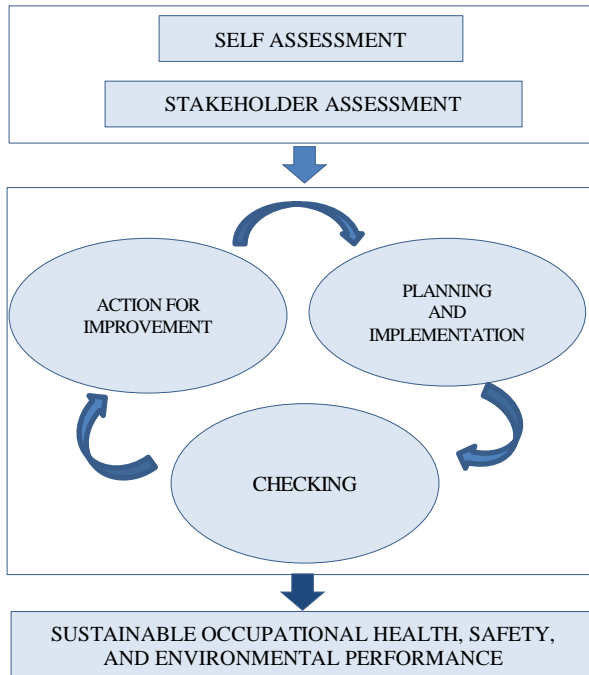 SELF ASSESSMENT
STAKEHOLDER ASSESSMENT
ACTION FOR
IMPROVEMENT
PLANNING
AND
IMPLEMENTATION
CHECKING
SUSTAINABLE OCCUPATIONAL HEALTH, SAFETY,
AND ENVIRONMENTAL PERFORMANCE